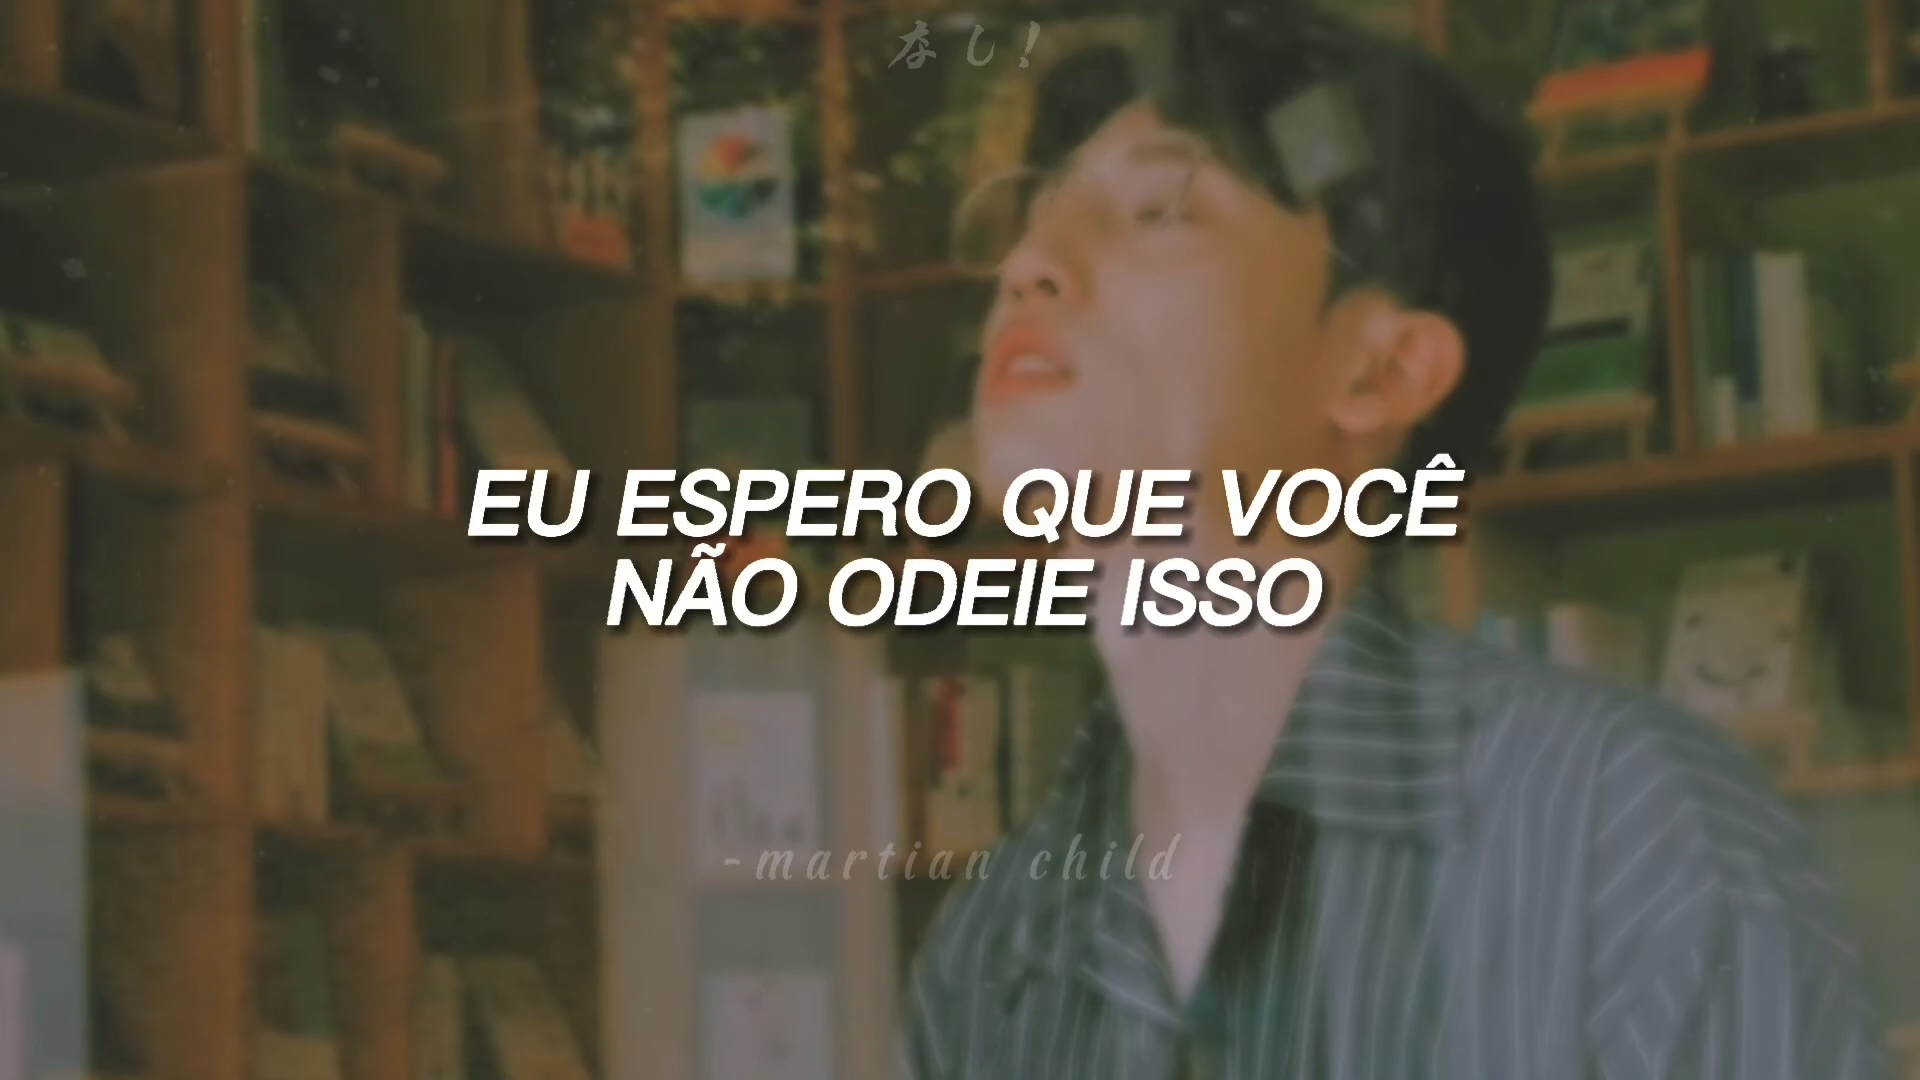 なし!
EU ESPERO QUE VOCÊ
NÃO ODEIE ISSO
-martian child